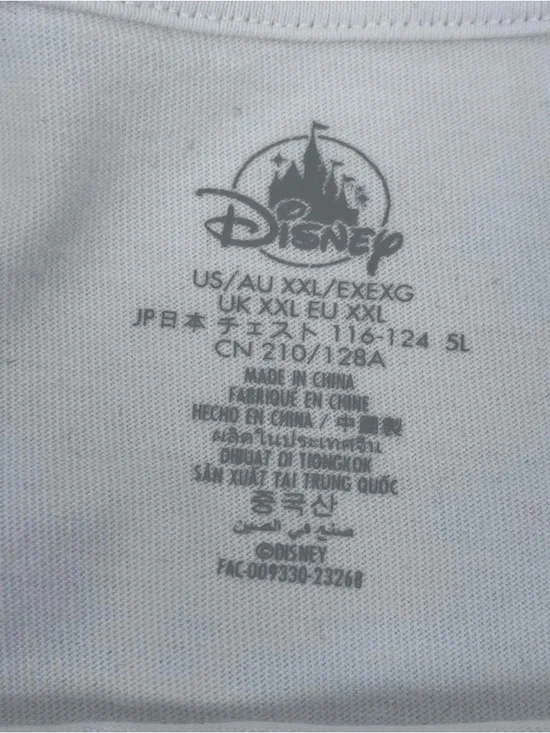 Disney
US/AU XXL/EXEXG
UK XXL EU XXL
JP日本 チェスト 116-124 5L
CN 210/128A
MADE IN CHINA
FABRIQUE EN CHINE
HECHO EN CHINA / 中國製
ผลิตในประเทศจีน
DIBUAT DI TIONGKOK
SẢN XUẤT TẠI TRUNG QUỐC
중국산
صنع في الصين
©DISNEY
FAC-009330-23268